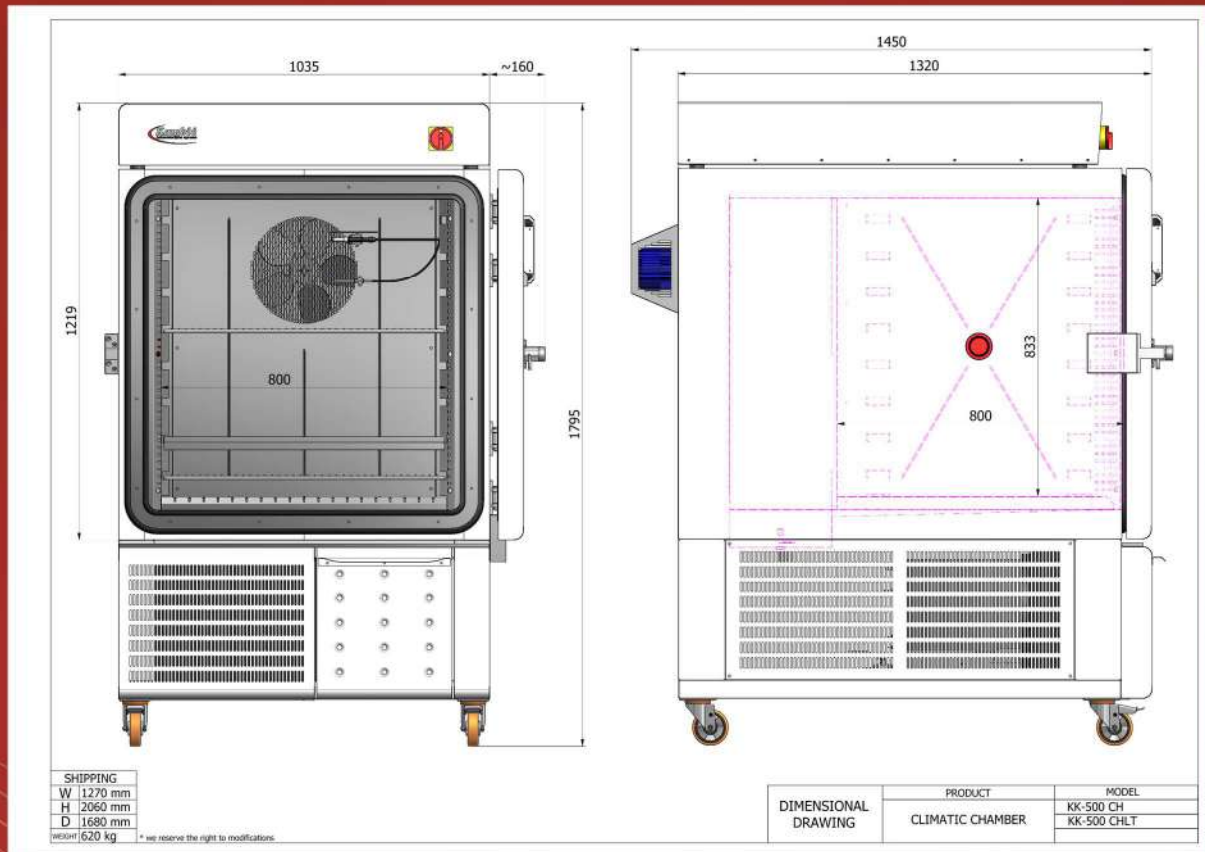 1450
1035
~160
1320
1219
800
1795
833
800
SHIPPING
W 1270 mm
H 2060 mm
D 1680 mm
WEIGHT 620 kg
* we reserve the right to modifications
DIMENSIONAL
DRAWING
PRODUCT
CLIMATIC CHAMBER
MODEL
KK-500 CH
KK-500 CHLT